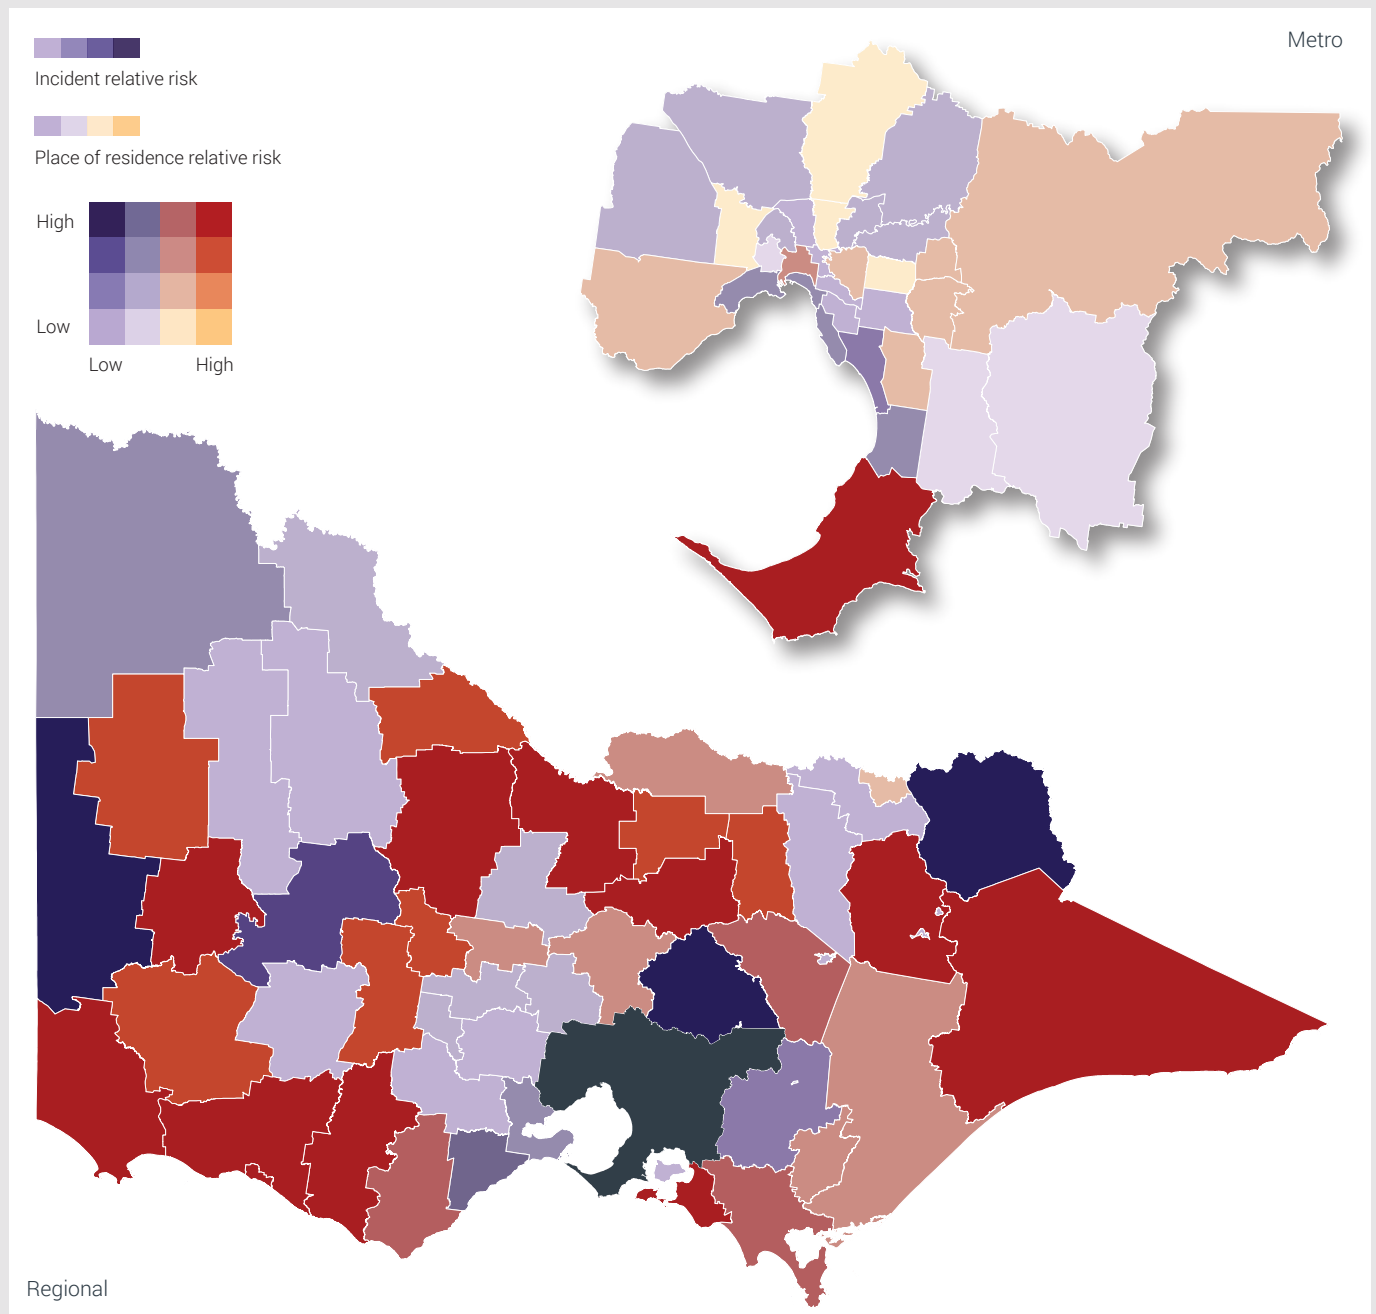 Metro
Incident relative risk
Place of residence relative risk
High
Low
Low
High
Regional